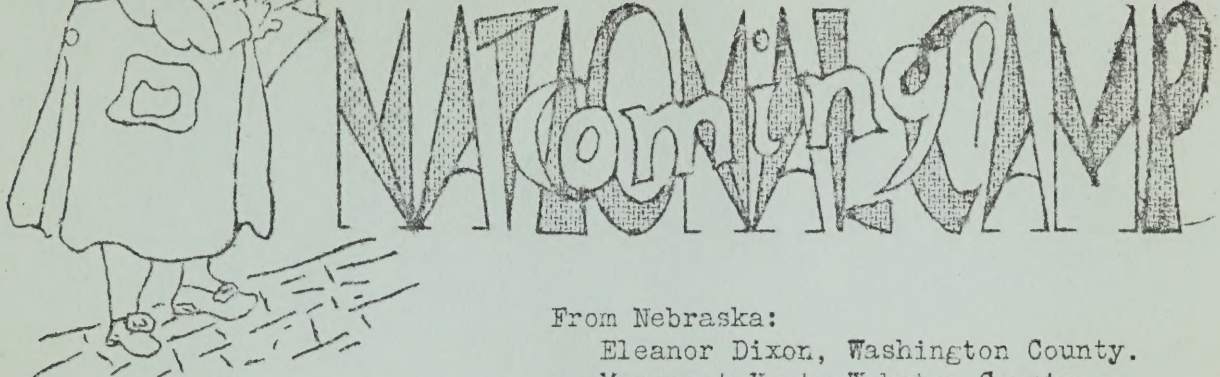 NATIONAL CAMP
Coming
From Nebraska:
Eleanor Dixon, Washington County.